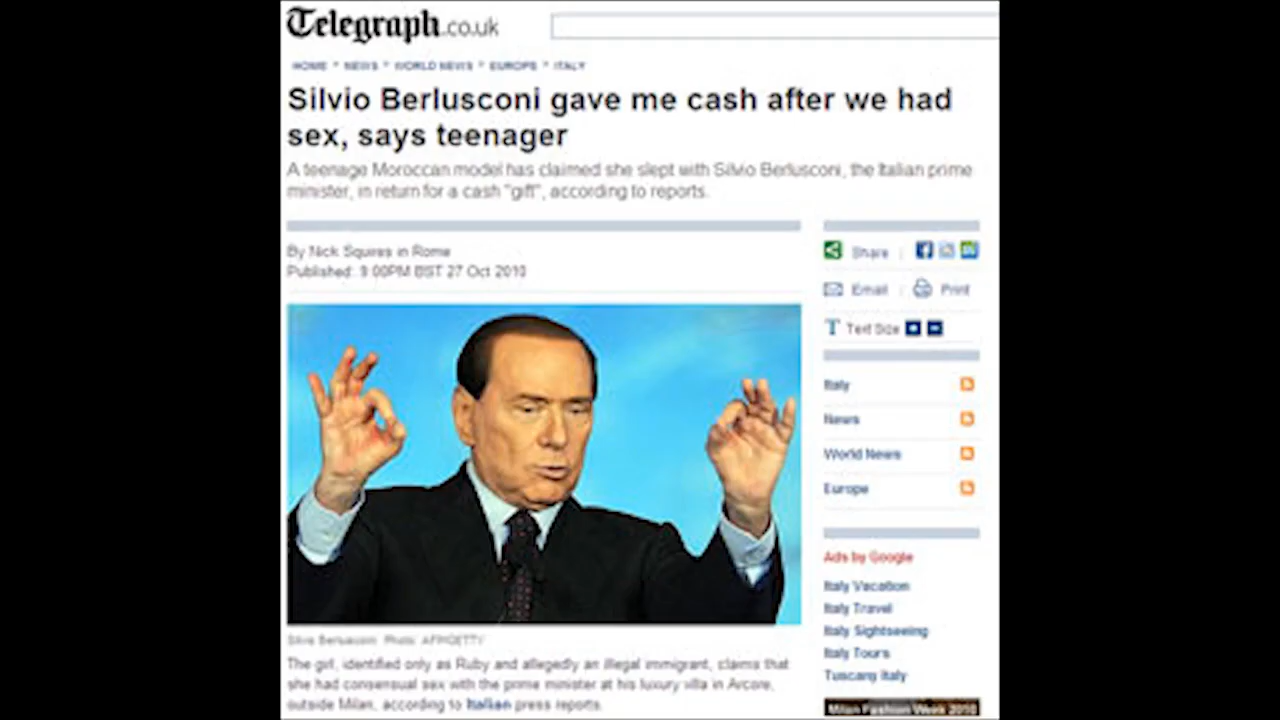 Telegraph.co.uk
HOME NEWS WORLD NEWS EUROPE ITALY
Silvio Berlusconi gave me cash after we had
sex, says teenager
A teenage Moroccan model has claimed she slept with Silvio Berlusconi, the Italian prime
minister, in return for a cash "gift", according to reports.
By Nick Squires in Rome
Published: 9:00PM BST 27 Oct 2010
Silvio Berlusconi Photo: AFP/GETTY
The girl, identified only as Ruby and allegedly an illegal immigrant, claims that
she had consensual sex with the prime minister at his luxury villa in Arcore,
outside Milan, according to Italian press reports.
Share
Email | Print
T Text Size
Italy
News
World News
Europe
Ads by Google
Italy Vacation
Italy Travel
Italy Sightseeing
Italy Tours
Tuscany Italy
Milan Fashion Week 2010